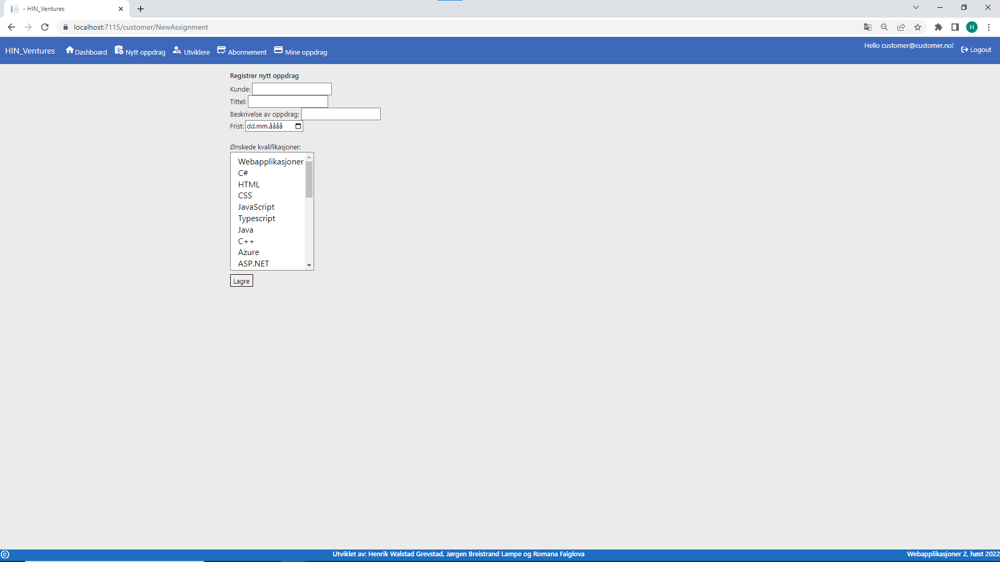 - HIN_Ventures
localhost:7115/customer/NewAssignment
H
HIN_Ventures Dashboard Nytt oppdrag Utviklere Abonnement Mine oppdrag Hello customer@customer.no! Logout
Registrer nytt oppdrag
Kunde:
Tittel:
Beskrivelse av oppdrag:
Frist: dd.mm.åååå
Ønskede kvalifikasjoner:
Webapplikasjoner
C#
HTML
CSS
JavaScript
Typescript
Java
C++
Azure
ASP.NET
Lagre
© Utviklet av: Henrik Walstad Grevstad, Jørgen Breistrand Lampe og Romana Faiglova Webapplikasjoner 2, høst 2022